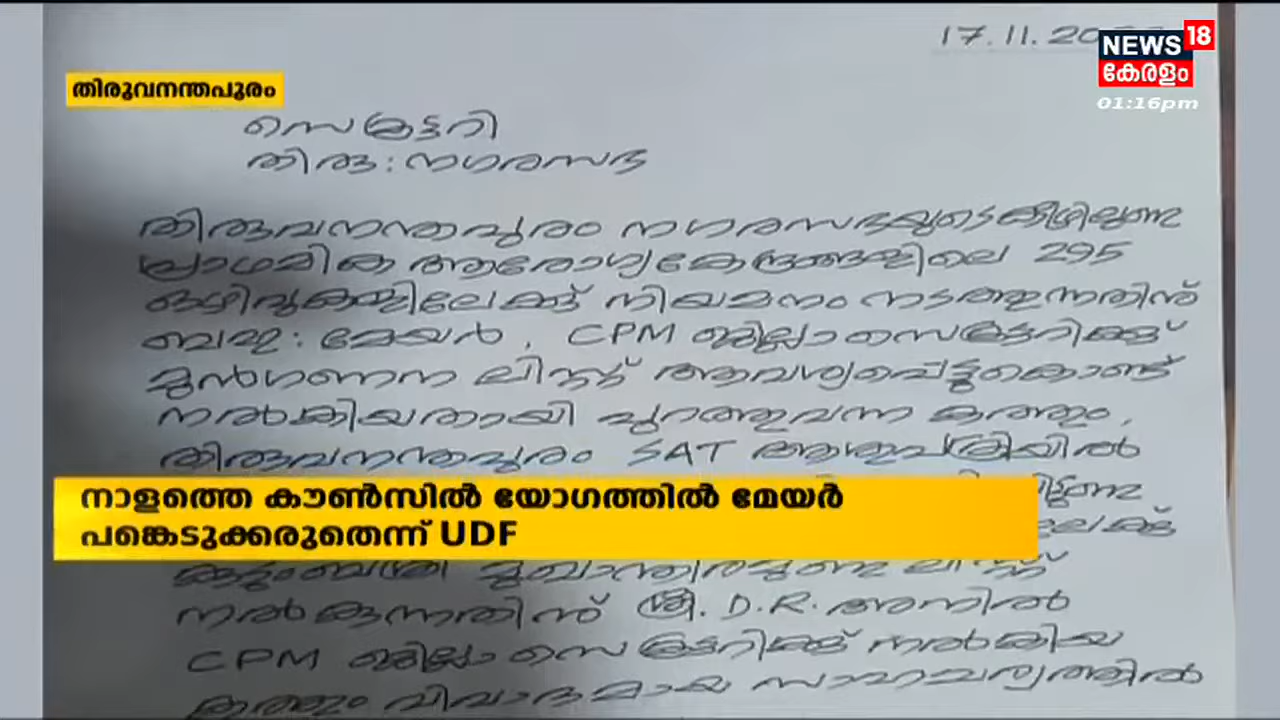 17.11.20
NEWS 18
കേരളം
01:16pm
തിരുവനന്തപുരം
സെക്രട്ടറി
തിരു: നഗരസഭ
തിരുവനന്തപുരം നഗരസഭയുടെ കീഴിലുള്ള
പ്രാഥമിക ആരോഗ്യകേന്ദ്രങ്ങളിലെ 295
ഒഴിവുകളിലേക്ക് നിയമനം നടത്തുന്നതിന്
ബഹു: മേയർ, CPM ജില്ലാ സെക്രട്ടറിക്ക്
മുൻഗണന ലിസ്റ്റ് ആവശ്യപ്പെട്ടുകൊണ്ട്
നൽകിയതായി പുറത്തുവന്ന കത്തും,
തിരുവനന്തപുരം SAT ആശുപത്രിയിൽ
നാളത്തെ കൗൺസിൽ യോഗത്തിൽ മേയർ
പങ്കെടുക്കരുതെന്ന് UDF
കുടുംബശ്രീ ലിസ്റ്റ്
നൽകുന്നതിന് ശ്രീ. D.R. അനിൽ
CPM ജില്ലാ സെക്രട്ടറിക്ക് നൽകിയ
കത്തും വിവാദമായ സാഹചര്യത്തിൽ